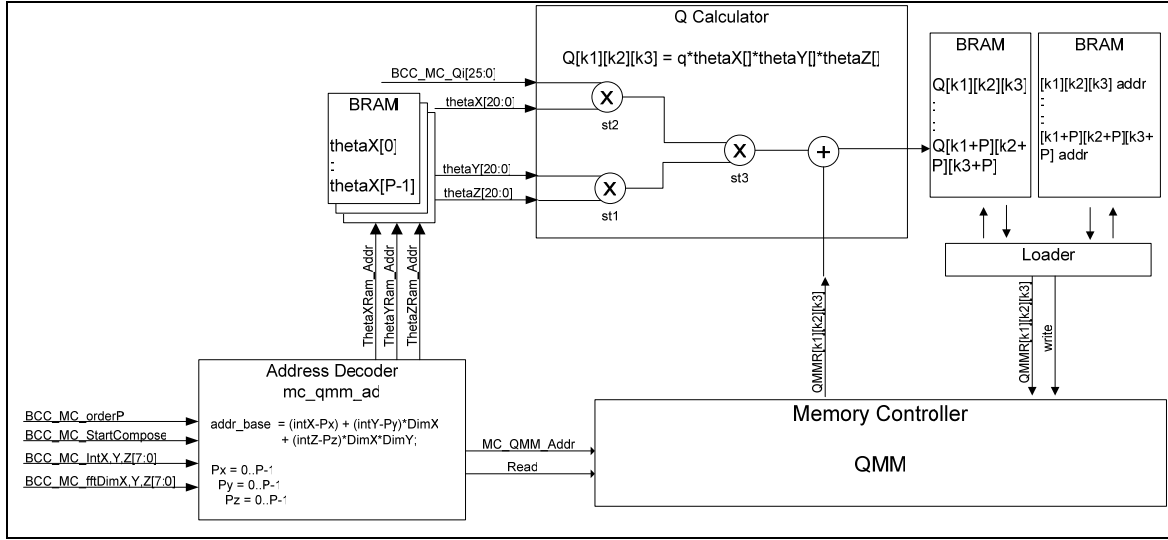 Q Calculator
Q[k1][k2][k3] = q*thetaX[]*thetaY[]*thetaZ[]
BCC_MC_Qi[25:0]
thetaX[20:0]
thetaY[20:0]
thetaZ[20:0]
X
st2
X
st1
X
st3
+
BRAM
thetaX[0]
:
thetaX[P-1]
BRAM
Q[k1][k2][k3]
:
:
:
Q[k1+P][k2+
P][k3+P]
BRAM
[k1][k2][k3] addr
:
:
:
[k1+P][k2+P][k3+
P] addr
Loader
ThetaXRam_Addr
ThetaYRam_Addr
ThetaZRam_Addr
QMMR[k1][k2][k3]
QMMR[k1][k2][k3]
write
Address Decoder
mc_qmm_ad
addr_base = (intX-Px) + (intY-Py)*DimX
+ (intZ-Pz)*DimX*DimY;
Px = 0..P-1
Py = 0..P-1
Pz = 0..P-1
BCC_MC_orderP
BCC_MC_StartCompose
BCC_MC_IntX,Y,Z[7:0]
BCC_MC_fftDimX,Y,Z[7:0]
MC_QMM_Addr
Read
Memory Controller
QMM